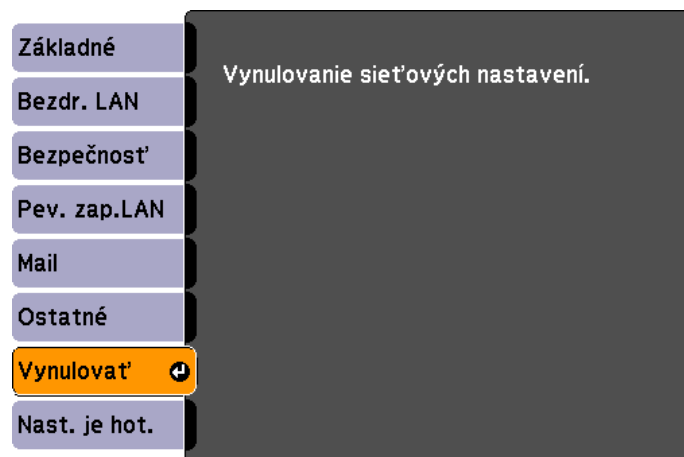 Základné
Bezdr. LAN
Bezpečnosť
Pev. zap.LAN
Mail
Ostatné
Vynulovať
Nast. je hot.
Vynulovanie sieťových nastavení.